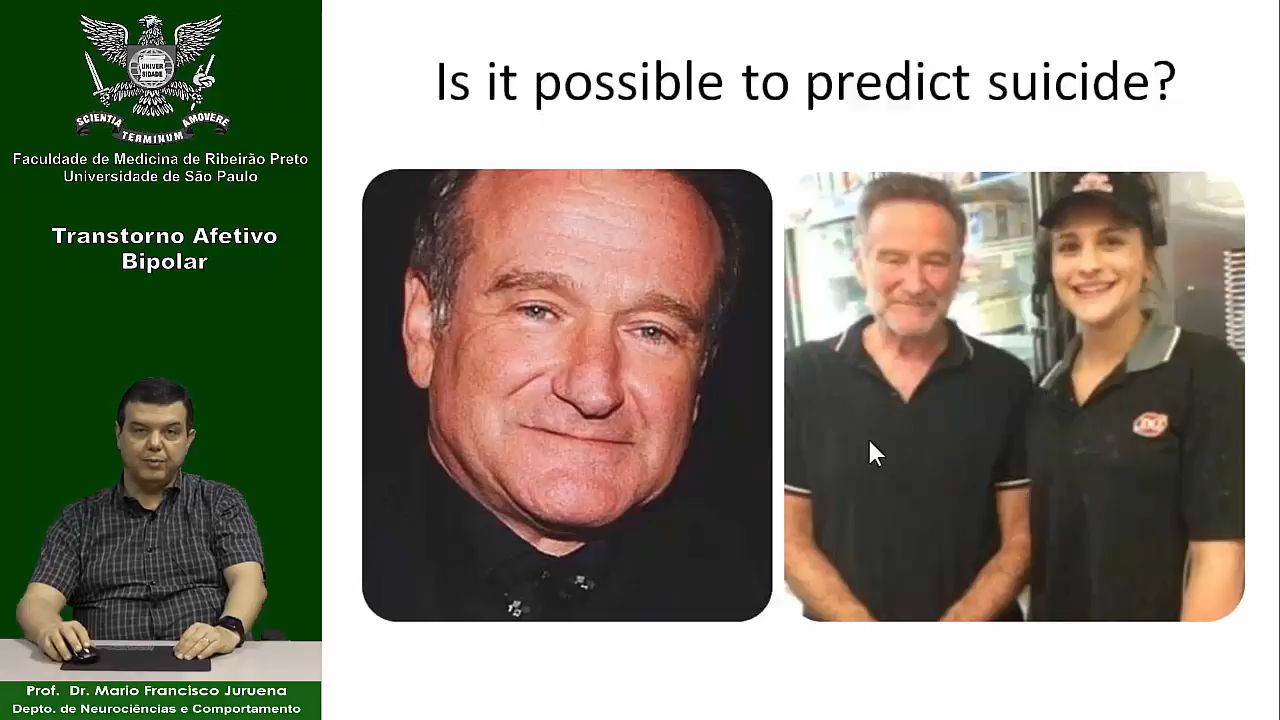 UNIVER
SIDADE
SCIENTIA
TERMINUM
AMOVERE
Faculdade de Medicina de Ribeirão Preto
Universidade de São Paulo
Transtorno Afetivo
Bipolar
Prof. Dr. Mario Francisco Juruena
Depto. de Neurociências e Comportamento
Is it possible to predict suicide?
DQ